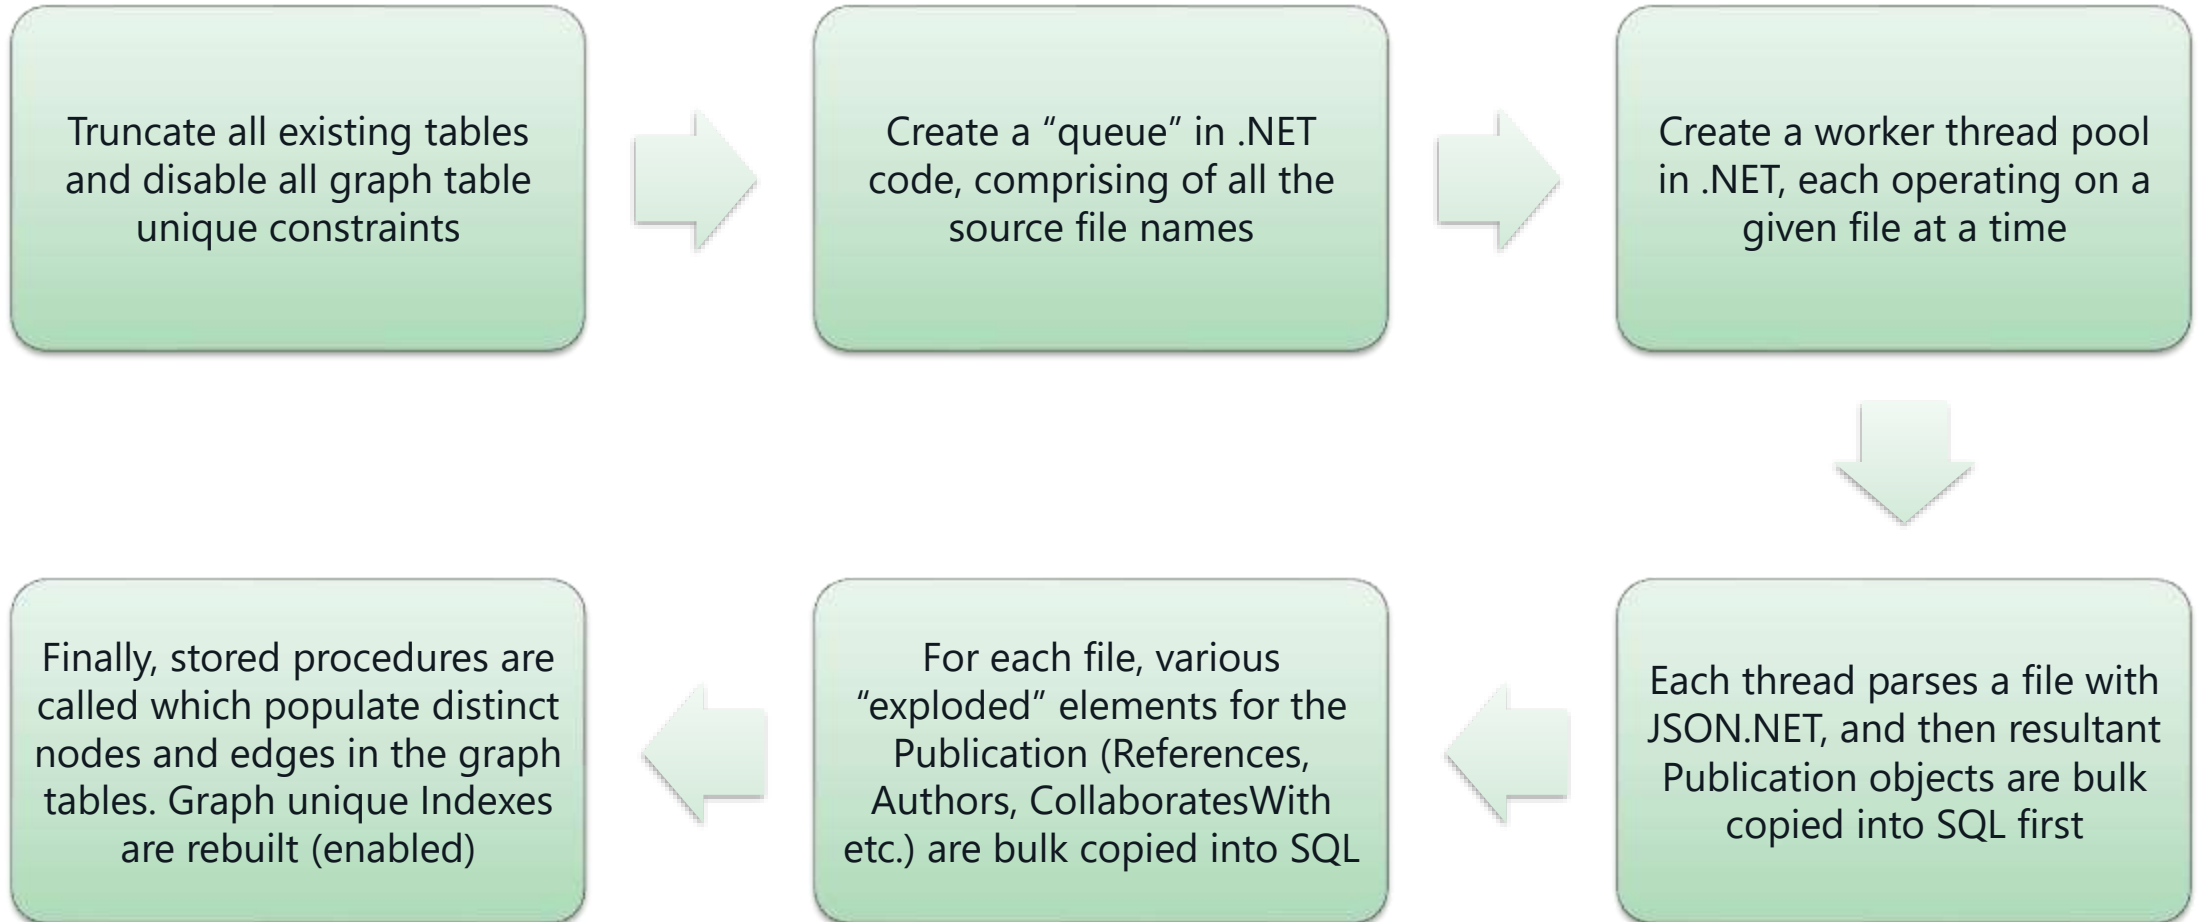 Truncate all existing tables
and disable all graph table
unique constraints
Create a “queue” in .NET
code, comprising of all the
source file names
Create a worker thread pool
in .NET, each operating on a
given file at a time
Each thread parses a file with
JSON.NET, and then resultant
Publication objects are bulk
copied into SQL first
For each file, various
“exploded” elements for the
Publication (References,
Authors, CollaboratesWith
etc.) are bulk copied into SQL
Finally, stored procedures are
called which populate distinct
nodes and edges in the graph
tables. Graph unique Indexes
are rebuilt (enabled)